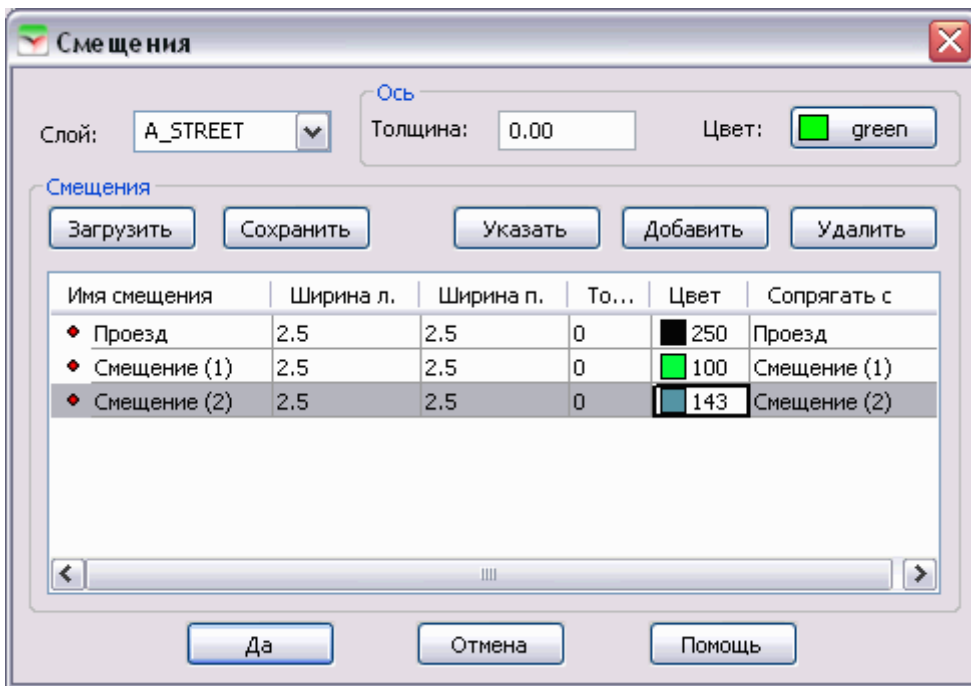 Смещения
Ось
Слой: A_STREET Толщина: 0.00 Цвет: green
Смещения
Загрузить Сохранить Указать Добавить Удалить
Имя смещения Ширина л. Ширина п. То... Цвет Сопрягать с
Проезд 2.5 2.5 0 250 Проезд
Смещение (1) 2.5 2.5 0 100 Смещение (1)
Смещение (2) 2.5 2.5 0 143 Смещение (2)
Да Отмена Помощь